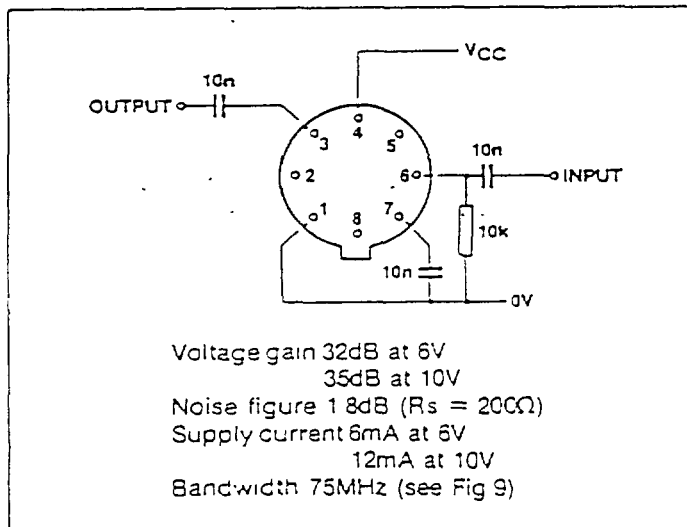 VCC
10n
OUTPUT
3
4
5
10n
2
6
INPUT
1
8
7
10k
10n
0V
Voltage gain 32dB at 6V
35dB at 10V
Noise figure 1 8dB (Rs = 200Ω)
Supply current 6mA at 6V
12mA at 10V
Bandwidth 75MHz (see Fig 9)